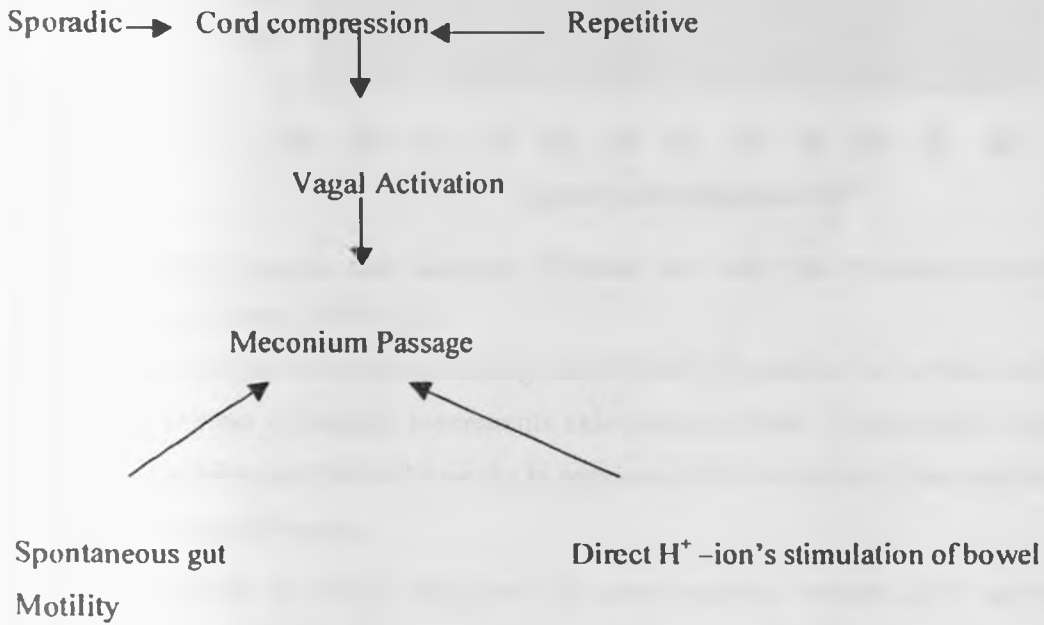 Sporadic → Cord compression ← Repetitive
Vagal Activation
Meconium Passage
Spontaneous gut Direct H⁺ –ion's stimulation of bowel
Motility